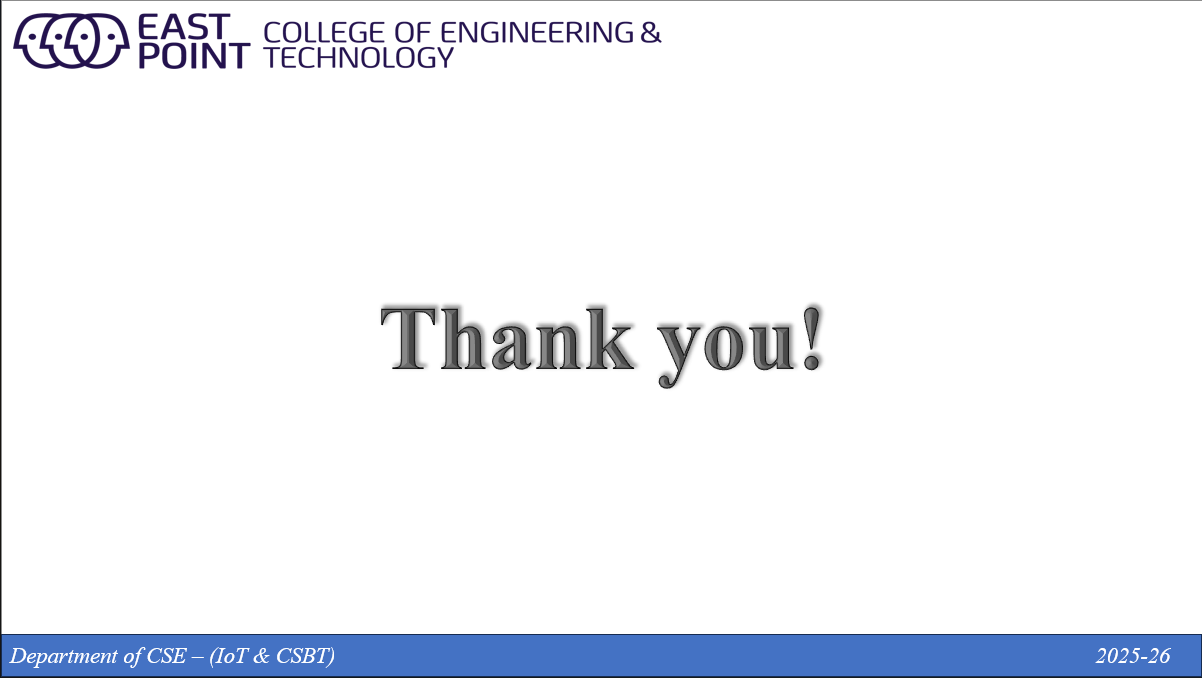 EAST
POINT
COLLEGE OF ENGINEERING &
TECHNOLOGY
Thank you!
Department of CSE – (IoT & CSBT)
2025-26